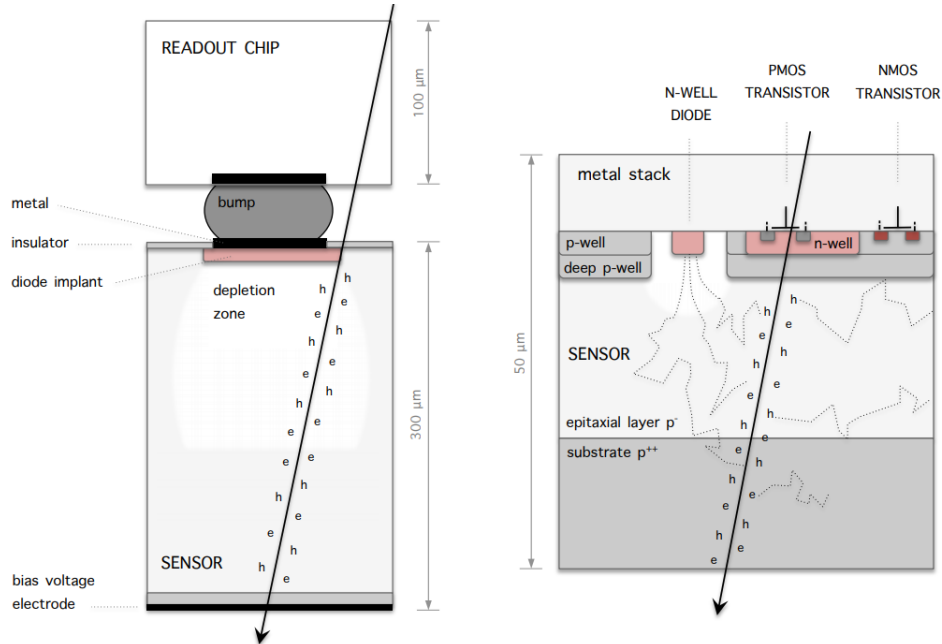 READOUT CHIP
100 µm
metal
bump
insulator
diode implant
depletion
zone
h
e
e
h
h
e
e
h
h
e
e
e
h
h
e
e
h
h
e
300 µm
SENSOR
bias voltage
electrode
PMOS
TRANSISTOR
NMOS
TRANSISTOR
N-WELL
DIODE
metal stack
p-well
n-well
deep p-well
50 µm
h
h
e
e
h
h
e
e
h
h
e
SENSOR
epitaxial layer p⁻
substrate p⁺⁺
e
h
h
e
e
h
h
e